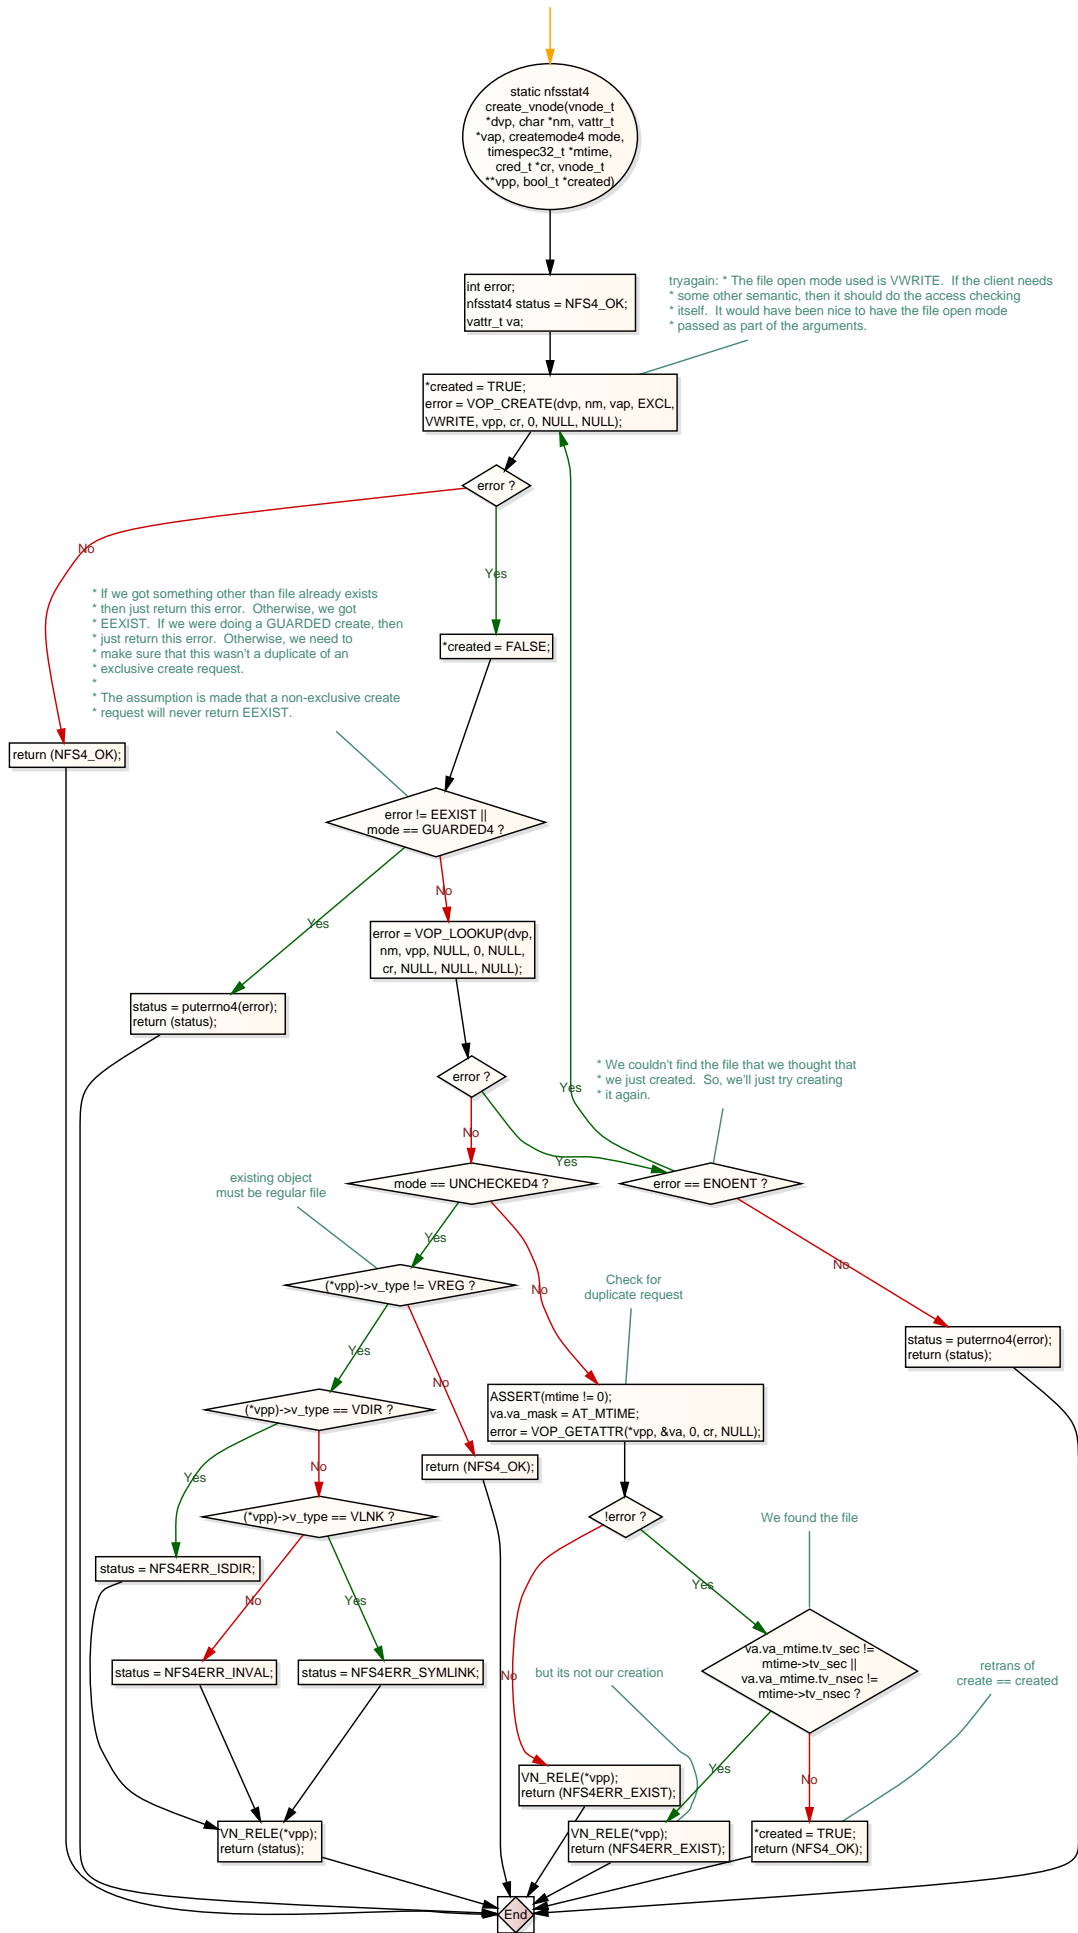 static nfsstat4
create_vnode(vnode_t
*dvp, char *nm, vattr_t
*vap, createmode4 mode,
timespec32_t *mtime,
cred_t *cr, vnode_t
**vpp, bool_t *created)
int error;
nfsstat4 status = NFS4_OK;
vattr_t va;
tryagain: * The file open mode used is VWRITE.  If the client needs
* some other semantic, then it should do the access checking
* itself.  It would have been nice to have the file open mode
* passed as part of the arguments.
*created = TRUE;
error = VOP_CREATE(dvp, nm, vap, EXCL,
VWRITE, vpp, cr, 0, NULL, NULL);
error ?
No
Yes
* If we got something other than file already exists
* then just return this error.  Otherwise, we got
* EEXIST.  If we were doing a GUARDED create, then
* just return this error.  Otherwise, we need to
* make sure that this wasn't a duplicate of an
* exclusive create request.
*
* The assumption is made that a non-exclusive create
* request will never return EEXIST.
*created = FALSE;
return (NFS4_OK);
error != EEXIST ||
mode == GUARDED4 ?
No
Yes
error = VOP_LOOKUP(dvp,
nm, vpp, NULL, 0, NULL,
cr, NULL, NULL, NULL);
status = puterrno4(error);
return (status);
error ?
* We couldn't find the file that we thought that
* we just created.  So, we'll just try creating
* it again.
Yes
No
Yes
existing object
must be regular file
mode == UNCHECKED4 ?
error == ENOENT ?
Yes
No
No
(*vpp)->v_type != VREG ?
Check for
duplicate request
status = puterrno4(error);
return (status);
Yes
No
ASSERT(mtime != 0);
va.va_mask = AT_MTIME;
error = VOP_GETATTR(*vpp, &va, 0, cr, NULL);
(*vpp)->v_type == VDIR ?
return (NFS4_OK);
No
Yes
(*vpp)->v_type == VLNK ?
!error ?
We found the file
status = NFS4ERR_ISDIR;
No
Yes
Yes
va.va_mtime.tv_sec !=
mtime->tv_sec ||
va.va_mtime.tv_nsec !=
mtime->tv_nsec ?
status = NFS4ERR_INVAL;
status = NFS4ERR_SYMLINK;
No
but its not our creation
retrans of
create == created
Yes
No
VN_RELE(*vpp);
return (NFS4ERR_EXIST);
VN_RELE(*vpp);
return (status);
VN_RELE(*vpp);
return (NFS4ERR_EXIST);
*created = TRUE;
return (NFS4_OK);
End